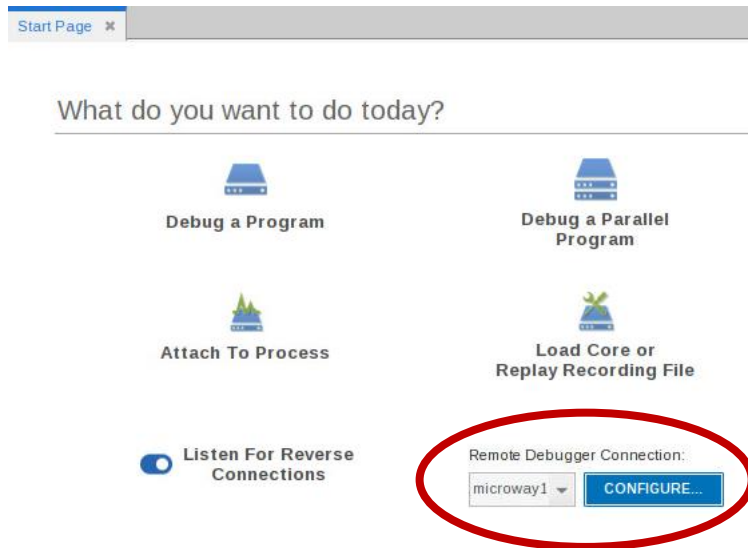 Start Page ×
What do you want to do today?
Debug a Program
Debug a Parallel
Program
Attach To Process
Load Core or
Replay Recording File
Listen For Reverse
Connections
Remote Debugger Connection:
microway1
CONFIGURE...